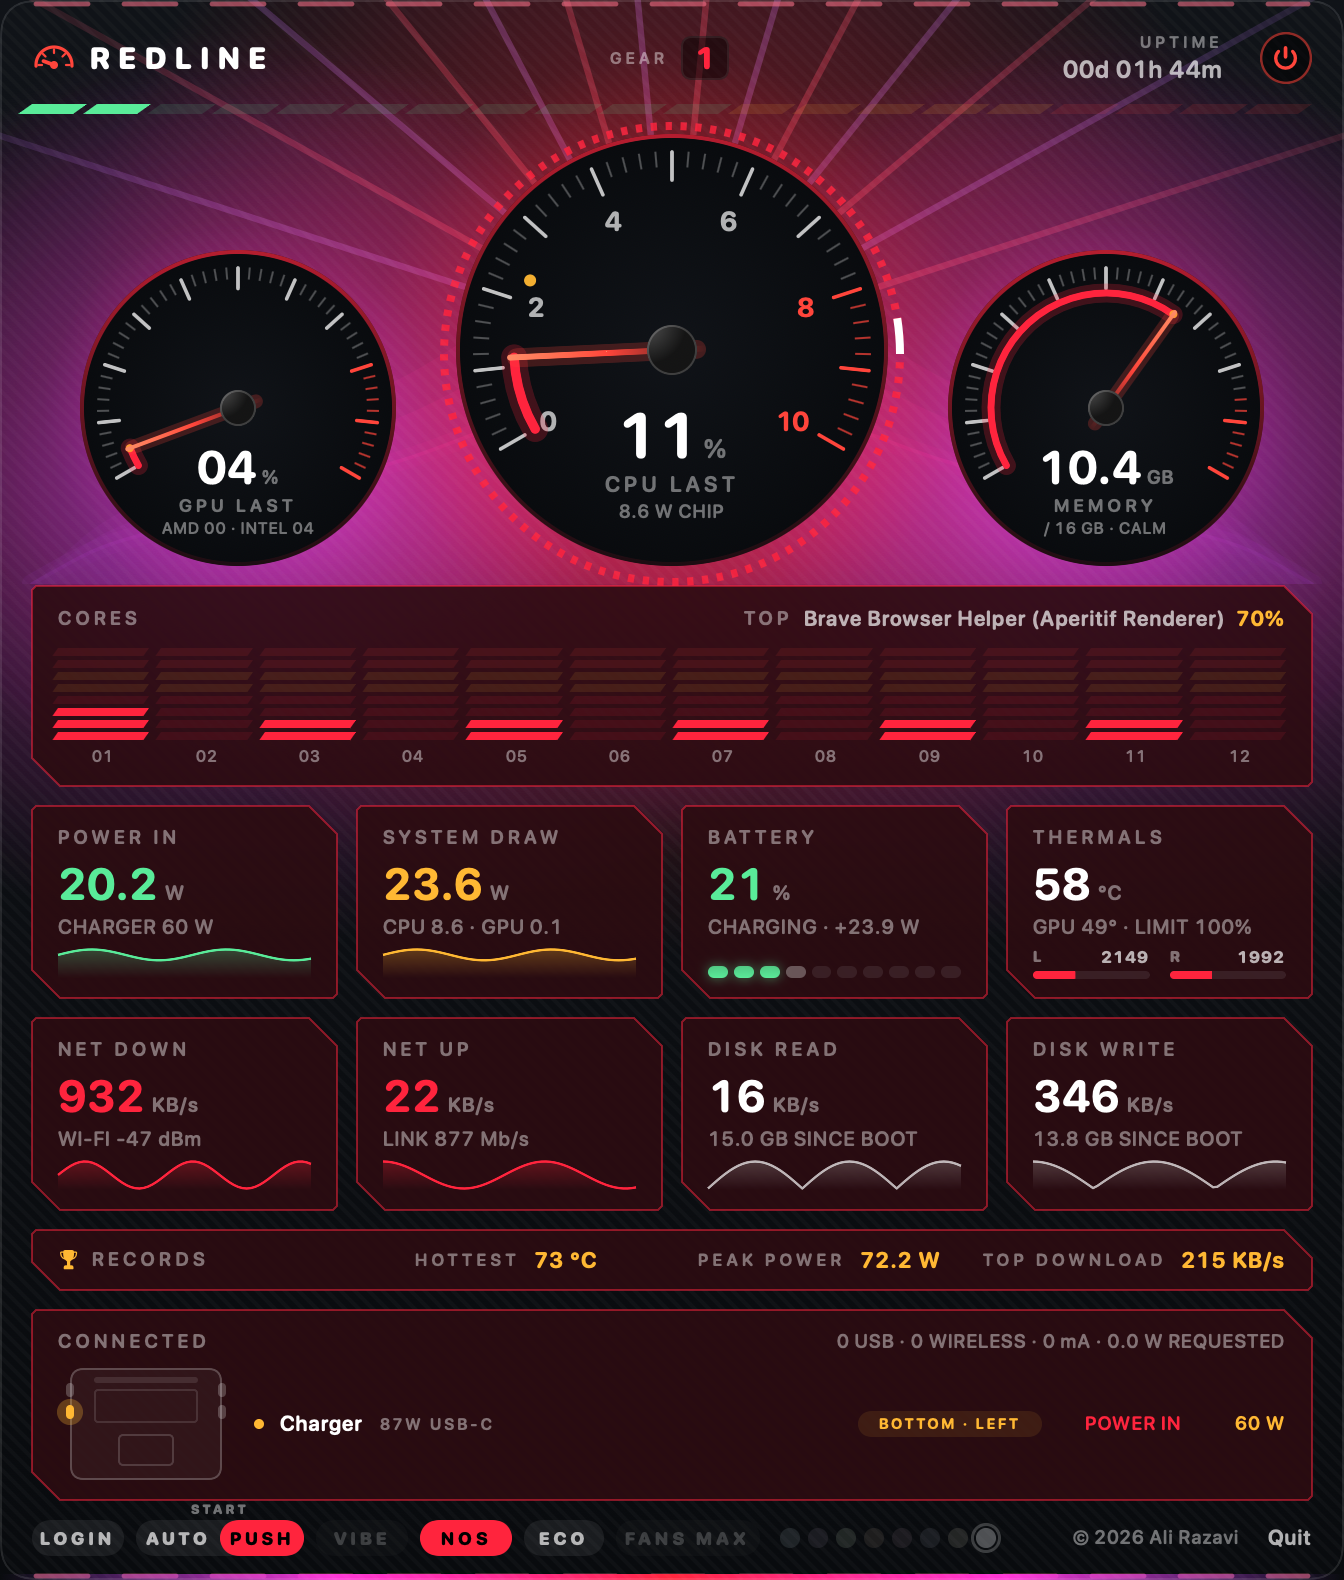 REDLINE
GEAR 1
UPTIME
00d 01h 44m
4 6
2 8
0 10
11 %
CPU LAST
8.6 W CHIP
04 %
GPU LAST
AMD 00 · INTEL 04
10.4 GB
MEMORY
/ 16 GB · CALM
CORES
TOP Brave Browser Helper (Aperitif Renderer) 70%
01 02 03 04 05 06 07 08 09 10 11 12
POWER IN
20.2 W
CHARGER 60 W
SYSTEM DRAW
23.6 W
CPU 8.6 · GPU 0.1
BATTERY
21 %
CHARGING · +23.9 W
THERMALS
58 °C
GPU 49° · LIMIT 100%
L 2149 R 1992
NET DOWN
932 KB/s
WI-FI -47 dBm
NET UP
22 KB/s
LINK 877 Mb/s
DISK READ
16 KB/s
15.0 GB SINCE BOOT
DISK WRITE
346 KB/s
13.8 GB SINCE BOOT
RECORDS HOTTEST 73 °C PEAK POWER 72.2 W TOP DOWNLOAD 215 KB/s
CONNECTED 0 USB · 0 WIRELESS · 0 mA · 0.0 W REQUESTED
Charger 87W USB-C BOTTOM · LEFT POWER IN 60 W
START
LOGIN AUTO PUSH VIBE NOS ECO FANS MAX © 2026 Ali Razavi Quit